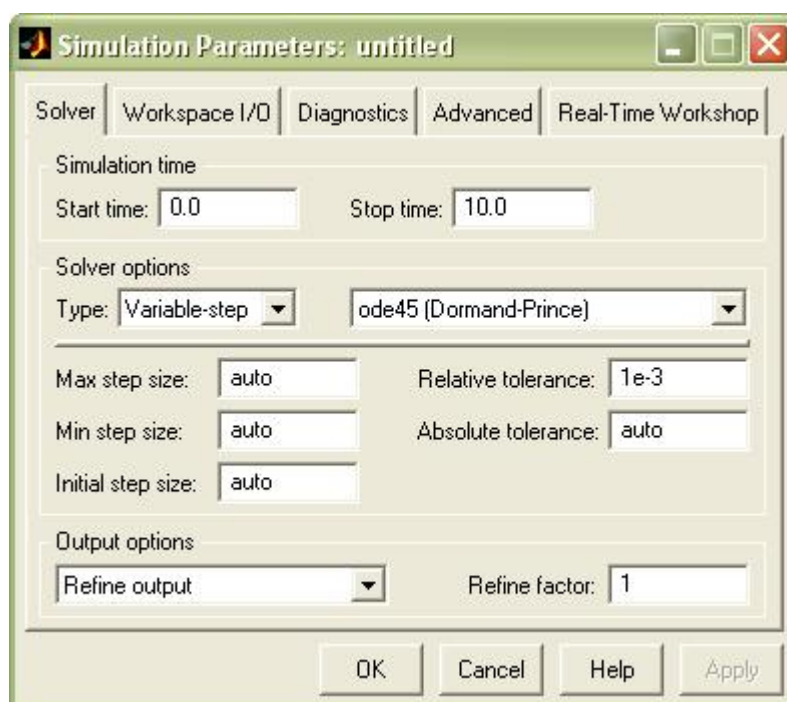 Simulation Parameters: untitled
Solver Workspace I/O Diagnostics Advanced Real-Time Workshop
Simulation time
Start time: 0.0 Stop time: 10.0
Solver options
Type: Variable-step ode45 (Dormand-Prince)
Max step size: auto Relative tolerance: 1e-3
Min step size: auto Absolute tolerance: auto
Initial step size: auto
Output options
Refine output Refine factor: 1
OK Cancel Help Apply